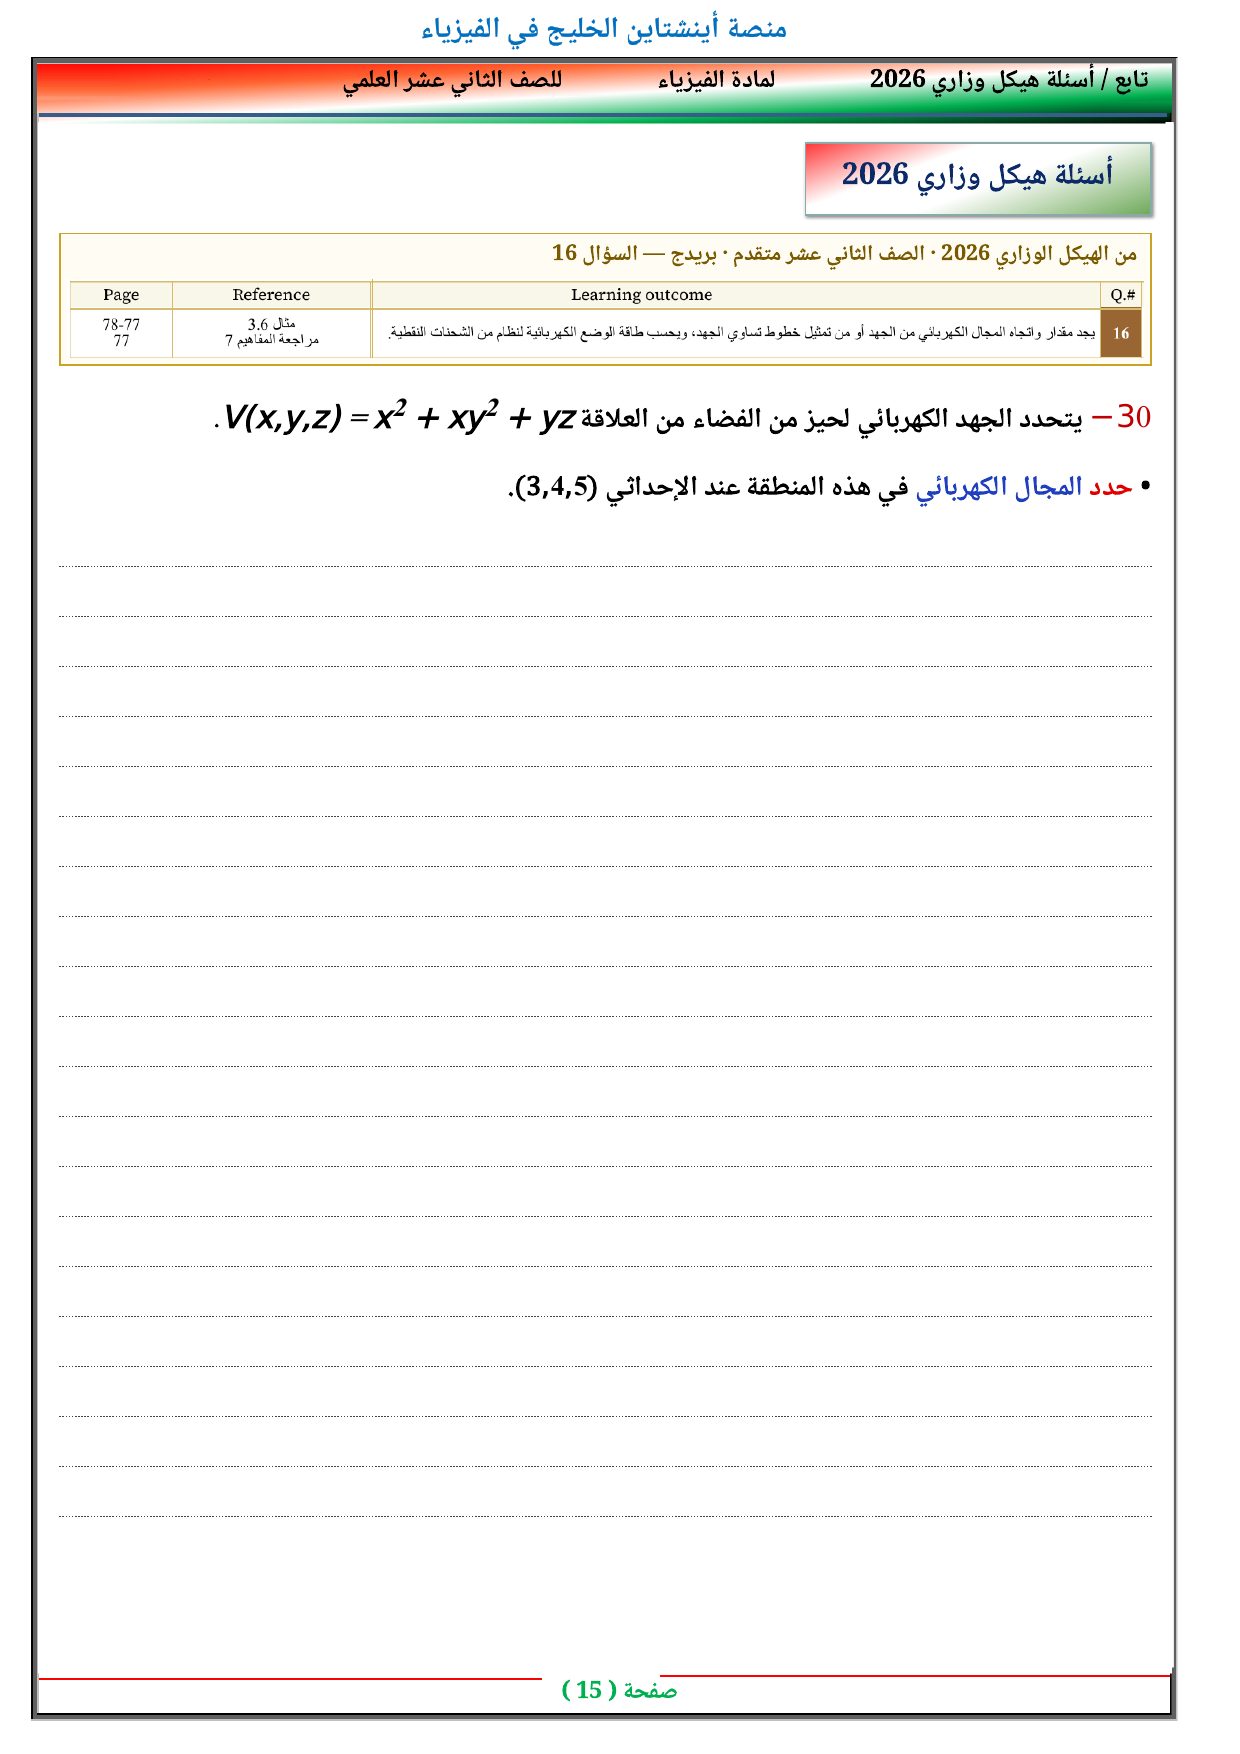 منصة أينشتاين الخليج في الفيزياء
تابع / أسئلة هيكل وزاري 2026 لمادة الفيزياء للصف الثاني عشر العلمي
أسئلة هيكل وزاري 2026
من الهيكل الوزاري 2026 · الصف الثاني عشر متقدم · بريدج — السؤال 16
Page Reference Learning outcome Q.#
78-77 مثال 3.6 يجد مقدار واتجاه المجال الكهربائي من الجهد أو من تمثيل خطوط تساوي الجهد، ويحسب طاقة الوضع الكهربائية لنظام من الشحنات النقطية. 16
77 مراجعة المفاهيم 7
30 – يتحدد الجهد الكهربائي لحيز من الفضاء من العلاقة V(x,y,z) = x² + xy² + yz.
• حدد المجال الكهربائي في هذه المنطقة عند الإحداثي (3,4,5).
صفحة ( 15 )